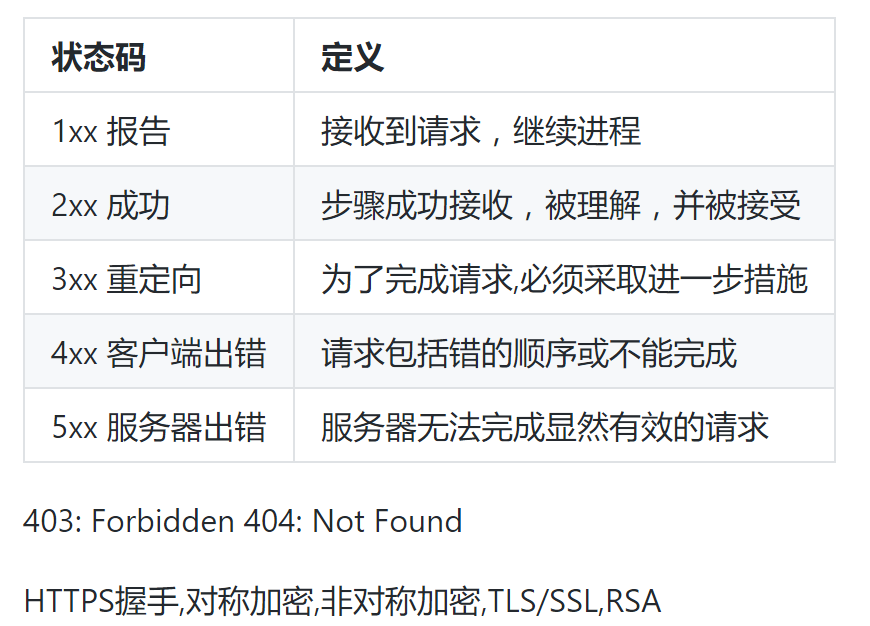 状态码 定义
1xx 报告 接收到请求，继续进程
2xx 成功 步骤成功接收，被理解，并被接受
3xx 重定向 为了完成请求,必须采取进一步措施
4xx 客户端出错 请求包括错的顺序或不能完成
5xx 服务器出错 服务器无法完成显然有效的请求
403: Forbidden 404: Not Found
HTTPS握手,对称加密,非对称加密,TLS/SSL,RSA